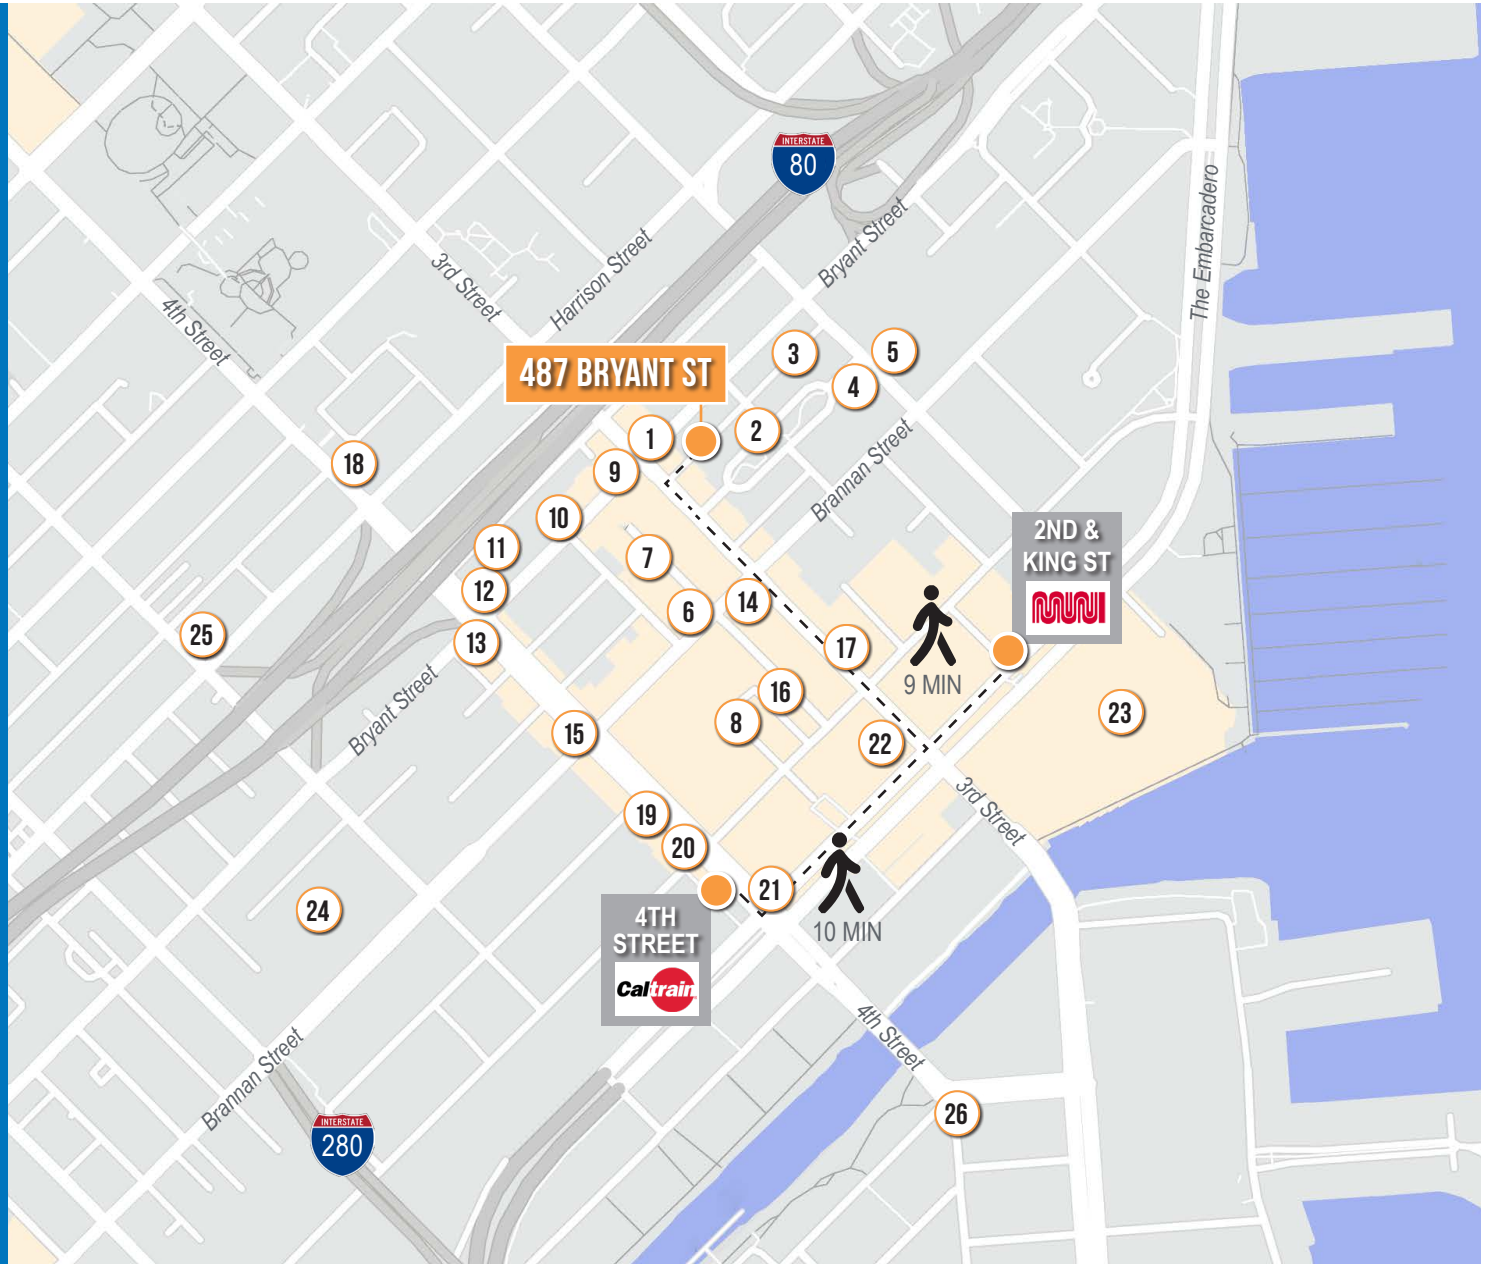 INTERSTATE
80
Bryant Street
The Embarcadero
3rd Street
Harrison Street
4th Street
487 BRYANT ST
3
5
4
1
2
9
18
Brannan Street
10
11
7
12
6
14
2ND &
KING ST
MUNI
25
13
17
9 MIN
16
8
23
Bryant Street
15
22
3rd Street
19
20
21
10 MIN
4TH
STREET
Caltrain
24
4th Street
Brannan Street
26
INTERSTATE
280